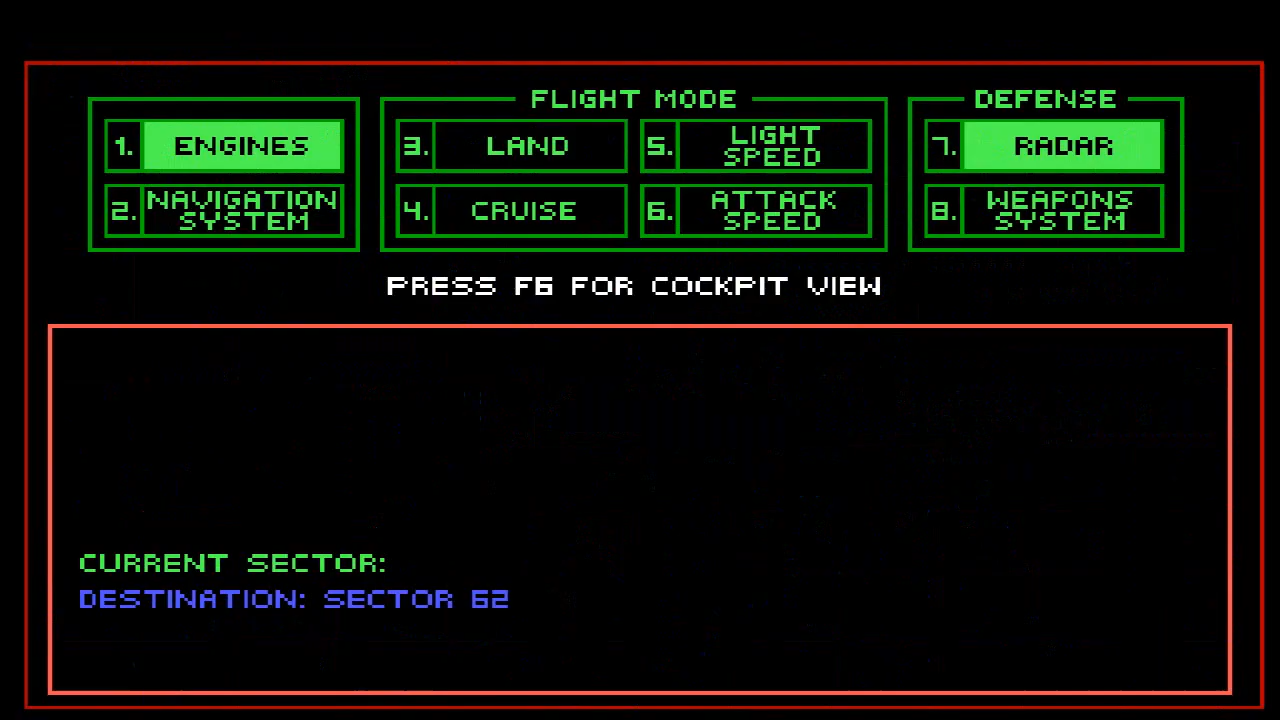 FLIGHT MODE
DEFENSE
1. ENGINES
3. LAND
5. LIGHT
SPEED
7. RADAR
2. NAVIGATION
SYSTEM
4. CRUISE
6. ATTACK
SPEED
8. WEAPONS
SYSTEM
PRESS F6 FOR COCKPIT VIEW
CURRENT SECTOR:
DESTINATION: SECTOR 62